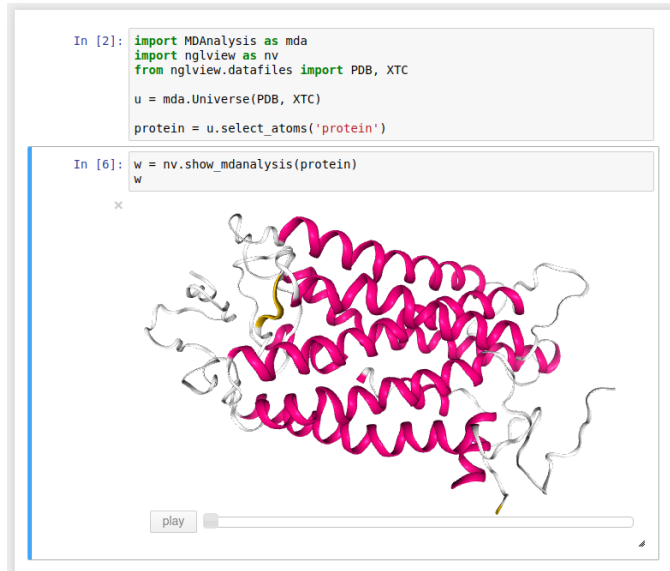 In [2]: import MDAnalysis as mda
import nglview as nv
from nglview.datafiles import PDB, XTC
u = mda.Universe(PDB, XTC)
protein = u.select_atoms('protein')
In [6]: w = nv.show_mdanalysis(protein)
w
×
play